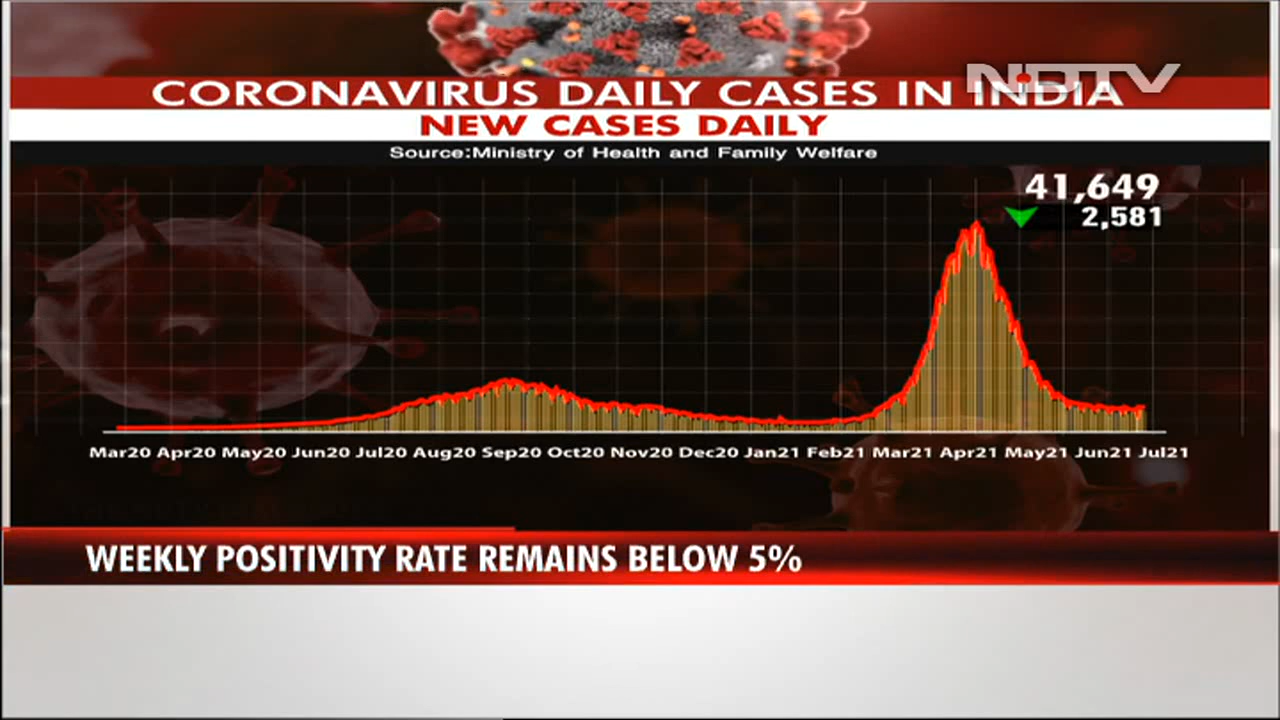 NDTV
CORONAVIRUS DAILY CASES IN INDIA
NEW CASES DAILY
Source:Ministry of Health and Family Welfare
41,649
2,581
Mar20 Apr20 May20 Jun20 Jul20 Aug20 Sep20 Oct20 Nov20 Dec20 Jan21 Feb21 Mar21 Apr21 May21 Jun21 Jul21
WEEKLY POSITIVITY RATE REMAINS BELOW 5%